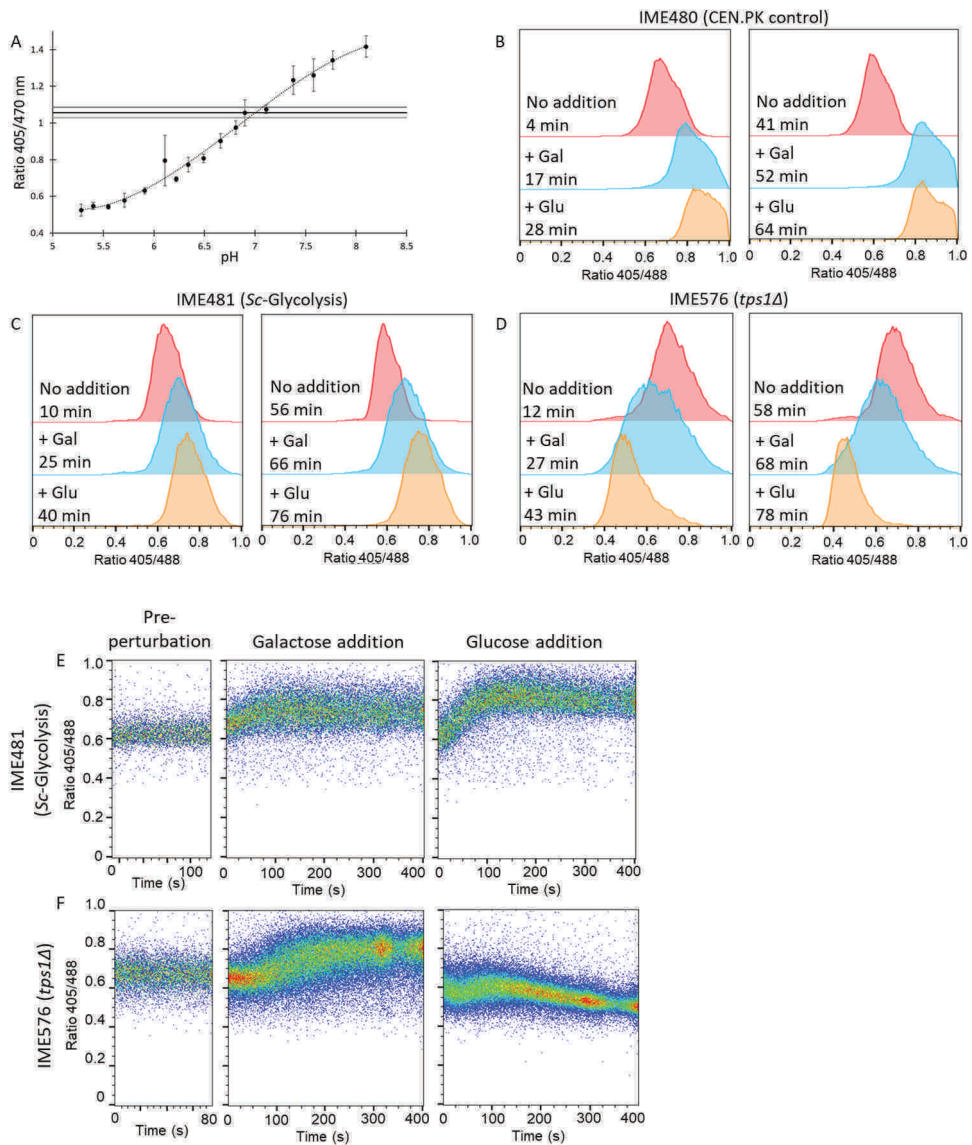 A
Ratio 405/470 nm
1.4
1.2
1
0.8
0.6
0.4
5 5.5 6 6.5 7 7.5 8 8.5
pH
IME480 (CEN.PK control)
B
No addition
4 min
+ Gal
17 min
+ Glu
28 min
0 0.2 0.4 0.6 0.8 1.0
Ratio 405/488
No addition
41 min
+ Gal
52 min
+ Glu
64 min
0 0.2 0.4 0.6 0.8 1.0
Ratio 405/488
IME481 (Sc-Glycolysis)
C
No addition
10 min
+ Gal
25 min
+ Glu
40 min
0 0.2 0.4 0.6 0.8 1.0
Ratio 405/488
No addition
56 min
+ Gal
66 min
+ Glu
76 min
0 0.2 0.4 0.6 0.8 1.0
Ratio 405/488
IME576 (tps1Δ)
D
No addition
12 min
+ Gal
27 min
+ Glu
43 min
0 0.2 0.4 0.6 0.8 1.0
Ratio 405/488
No addition
58 min
+ Gal
68 min
+ Glu
78 min
0 0.2 0.4 0.6 0.8 1.0
Ratio 405/488
Pre-
perturbation
Galactose addition
Glucose addition
E
IME481
(Sc-Glycolysis)
Ratio 405/488
1.0
0.8
0.6
0.4
0.2
0
0 100
Time (s)
0 100 200 300 400
Time (s)
0 100 200 300 400
Time (s)
F
IME576 (tps1Δ)
Ratio 405/488
1.0
0.8
0.6
0.4
0.2
0
0 20 40 60 80
Time (s)
0 100 200 300 400
Time (s)
0 100 200 300 400
Time (s)